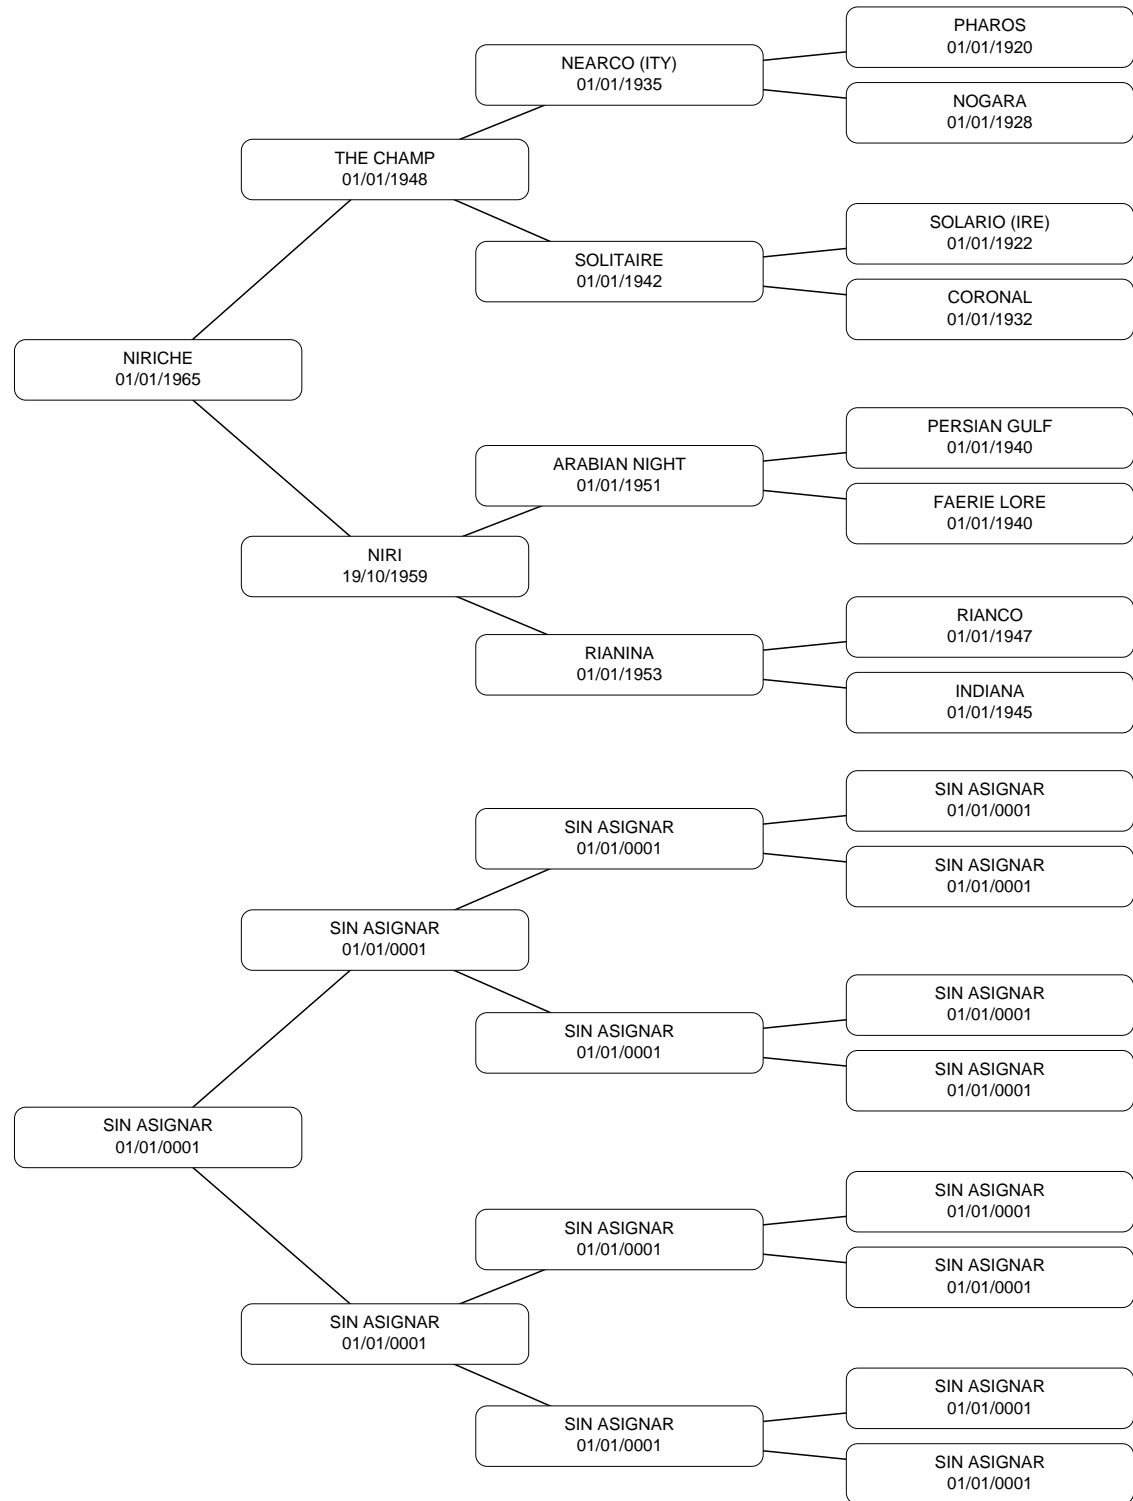 PHAROS
01/01/1920
NEARCO (ITY)
01/01/1935
NOGARA
01/01/1928
THE CHAMP
01/01/1948
SOLARIO (IRE)
01/01/1922
SOLITAIRE
01/01/1942
CORONAL
01/01/1932
NIRICHE
01/01/1965
PERSIAN GULF
01/01/1940
ARABIAN NIGHT
01/01/1951
FAERIE LORE
01/01/1940
NIRI
19/10/1959
RIANCO
01/01/1947
RIANINA
01/01/1953
INDIANA
01/01/1945
SIN ASIGNAR
01/01/0001
SIN ASIGNAR
01/01/0001
SIN ASIGNAR
01/01/0001
SIN ASIGNAR
01/01/0001
SIN ASIGNAR
01/01/0001
SIN ASIGNAR
01/01/0001
SIN ASIGNAR
01/01/0001
SIN ASIGNAR
01/01/0001
SIN ASIGNAR
01/01/0001
SIN ASIGNAR
01/01/0001
SIN ASIGNAR
01/01/0001
SIN ASIGNAR
01/01/0001
SIN ASIGNAR
01/01/0001
SIN ASIGNAR
01/01/0001
SIN ASIGNAR
01/01/0001